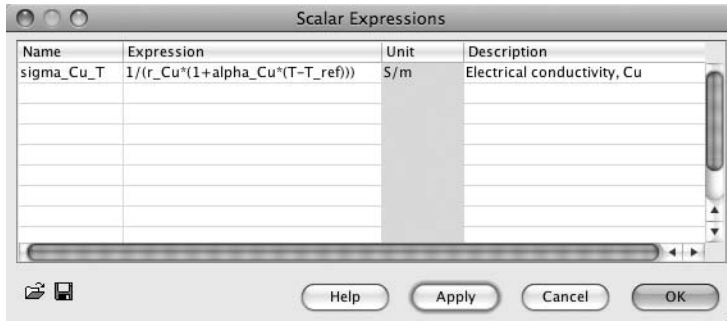 Scalar Expressions
Name Expression Unit Description
sigma_Cu_T 1/(r_Cu*(1+alpha_Cu*(T-T_ref))) S/m Electrical conductivity, Cu
Help Apply Cancel OK